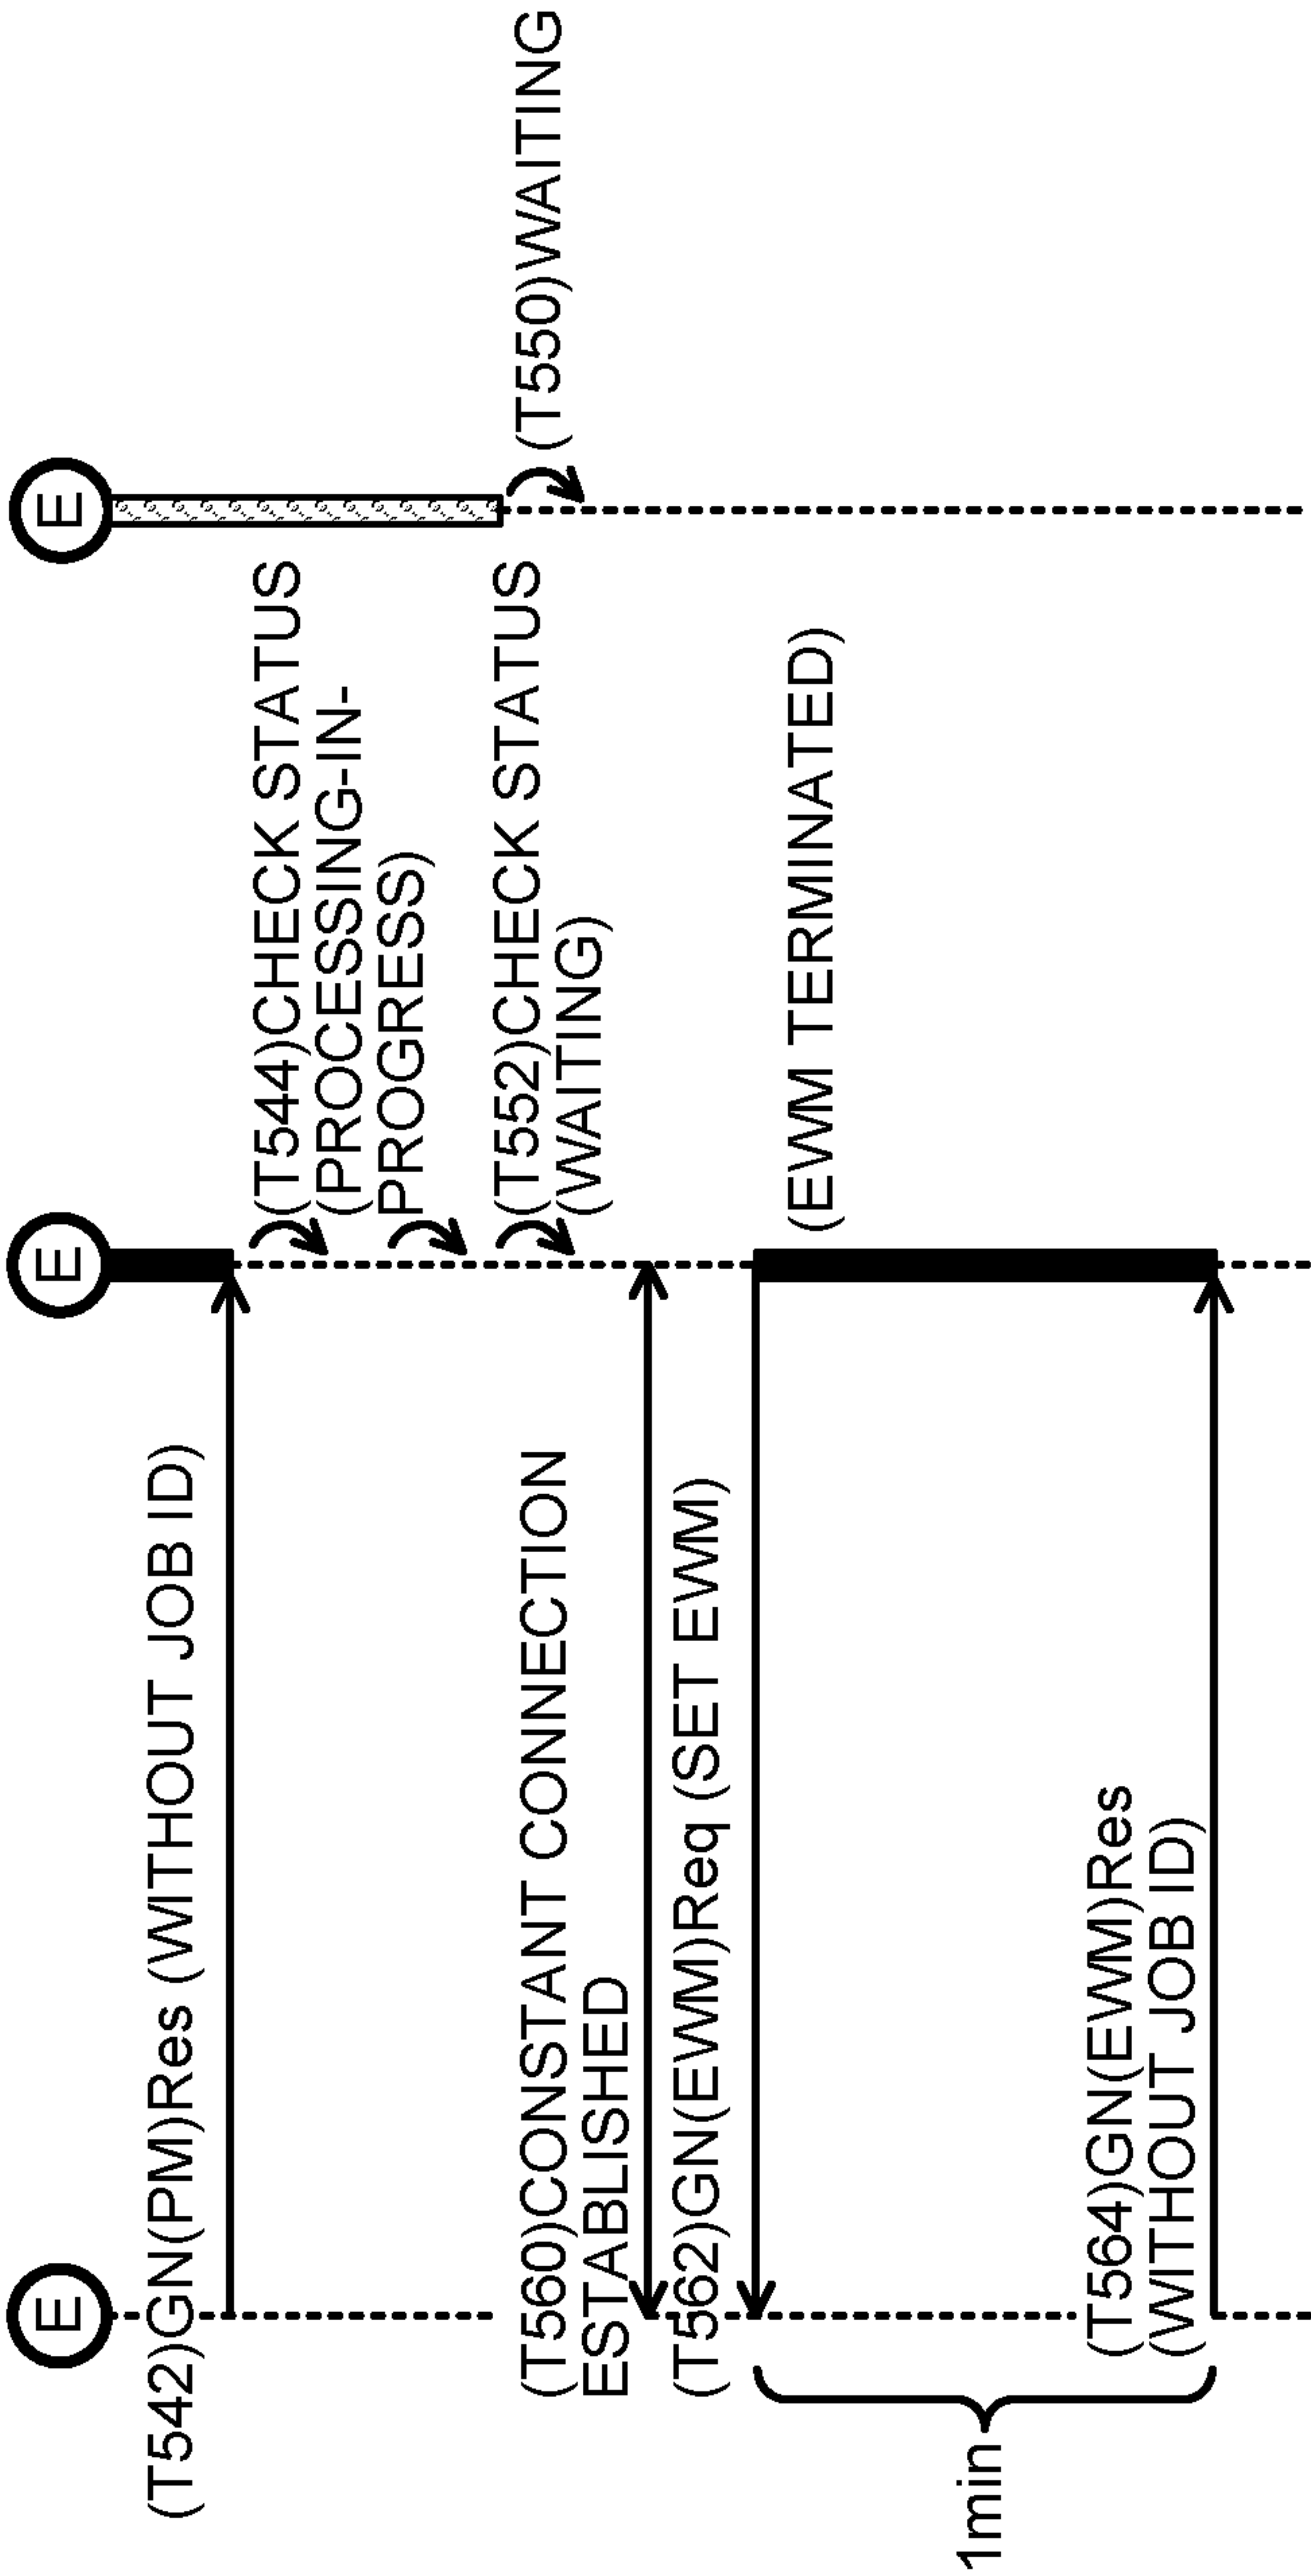 E
E
E
(T542)GN(PM)Res (WITHOUT JOB ID)
(T544)CHECK STATUS
(PROCESSING-IN-
PROGRESS)
(T550)WAITING
(T552)CHECK STATUS
(WAITING)
(T560)CONSTANT CONNECTION
ESTABLISHED
(T562)GN(EWM)Req (SET EWM)
(EWM TERMINATED)
1min
(T564)GN(EWM)Res
(WITHOUT JOB ID)